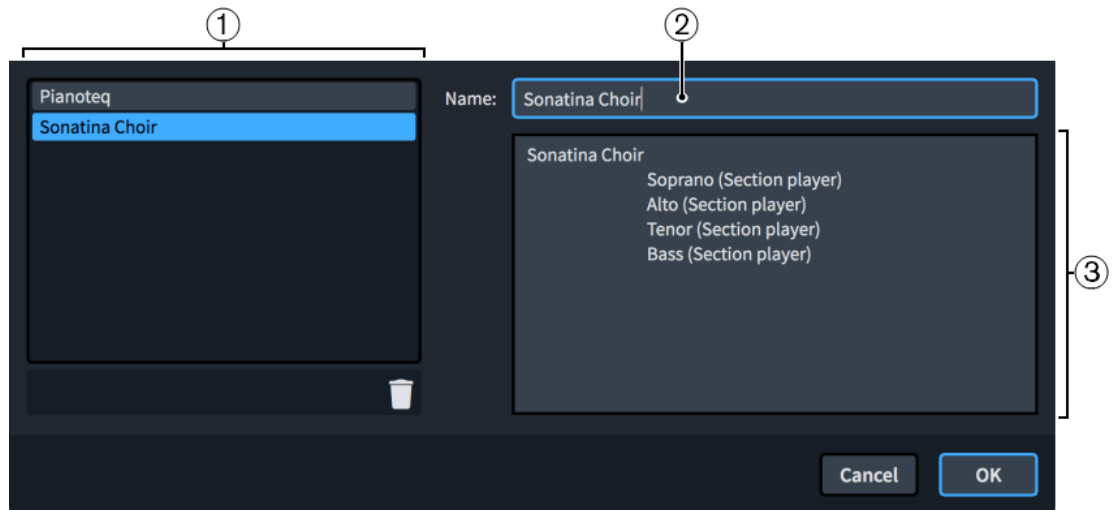 ①
②
Pianoteq
Sonatina Choir
Name:
Sonatina Choir
Sonatina Choir
Soprano (Section player)
Alto (Section player)
Tenor (Section player)
Bass (Section player)
③
Cancel
OK